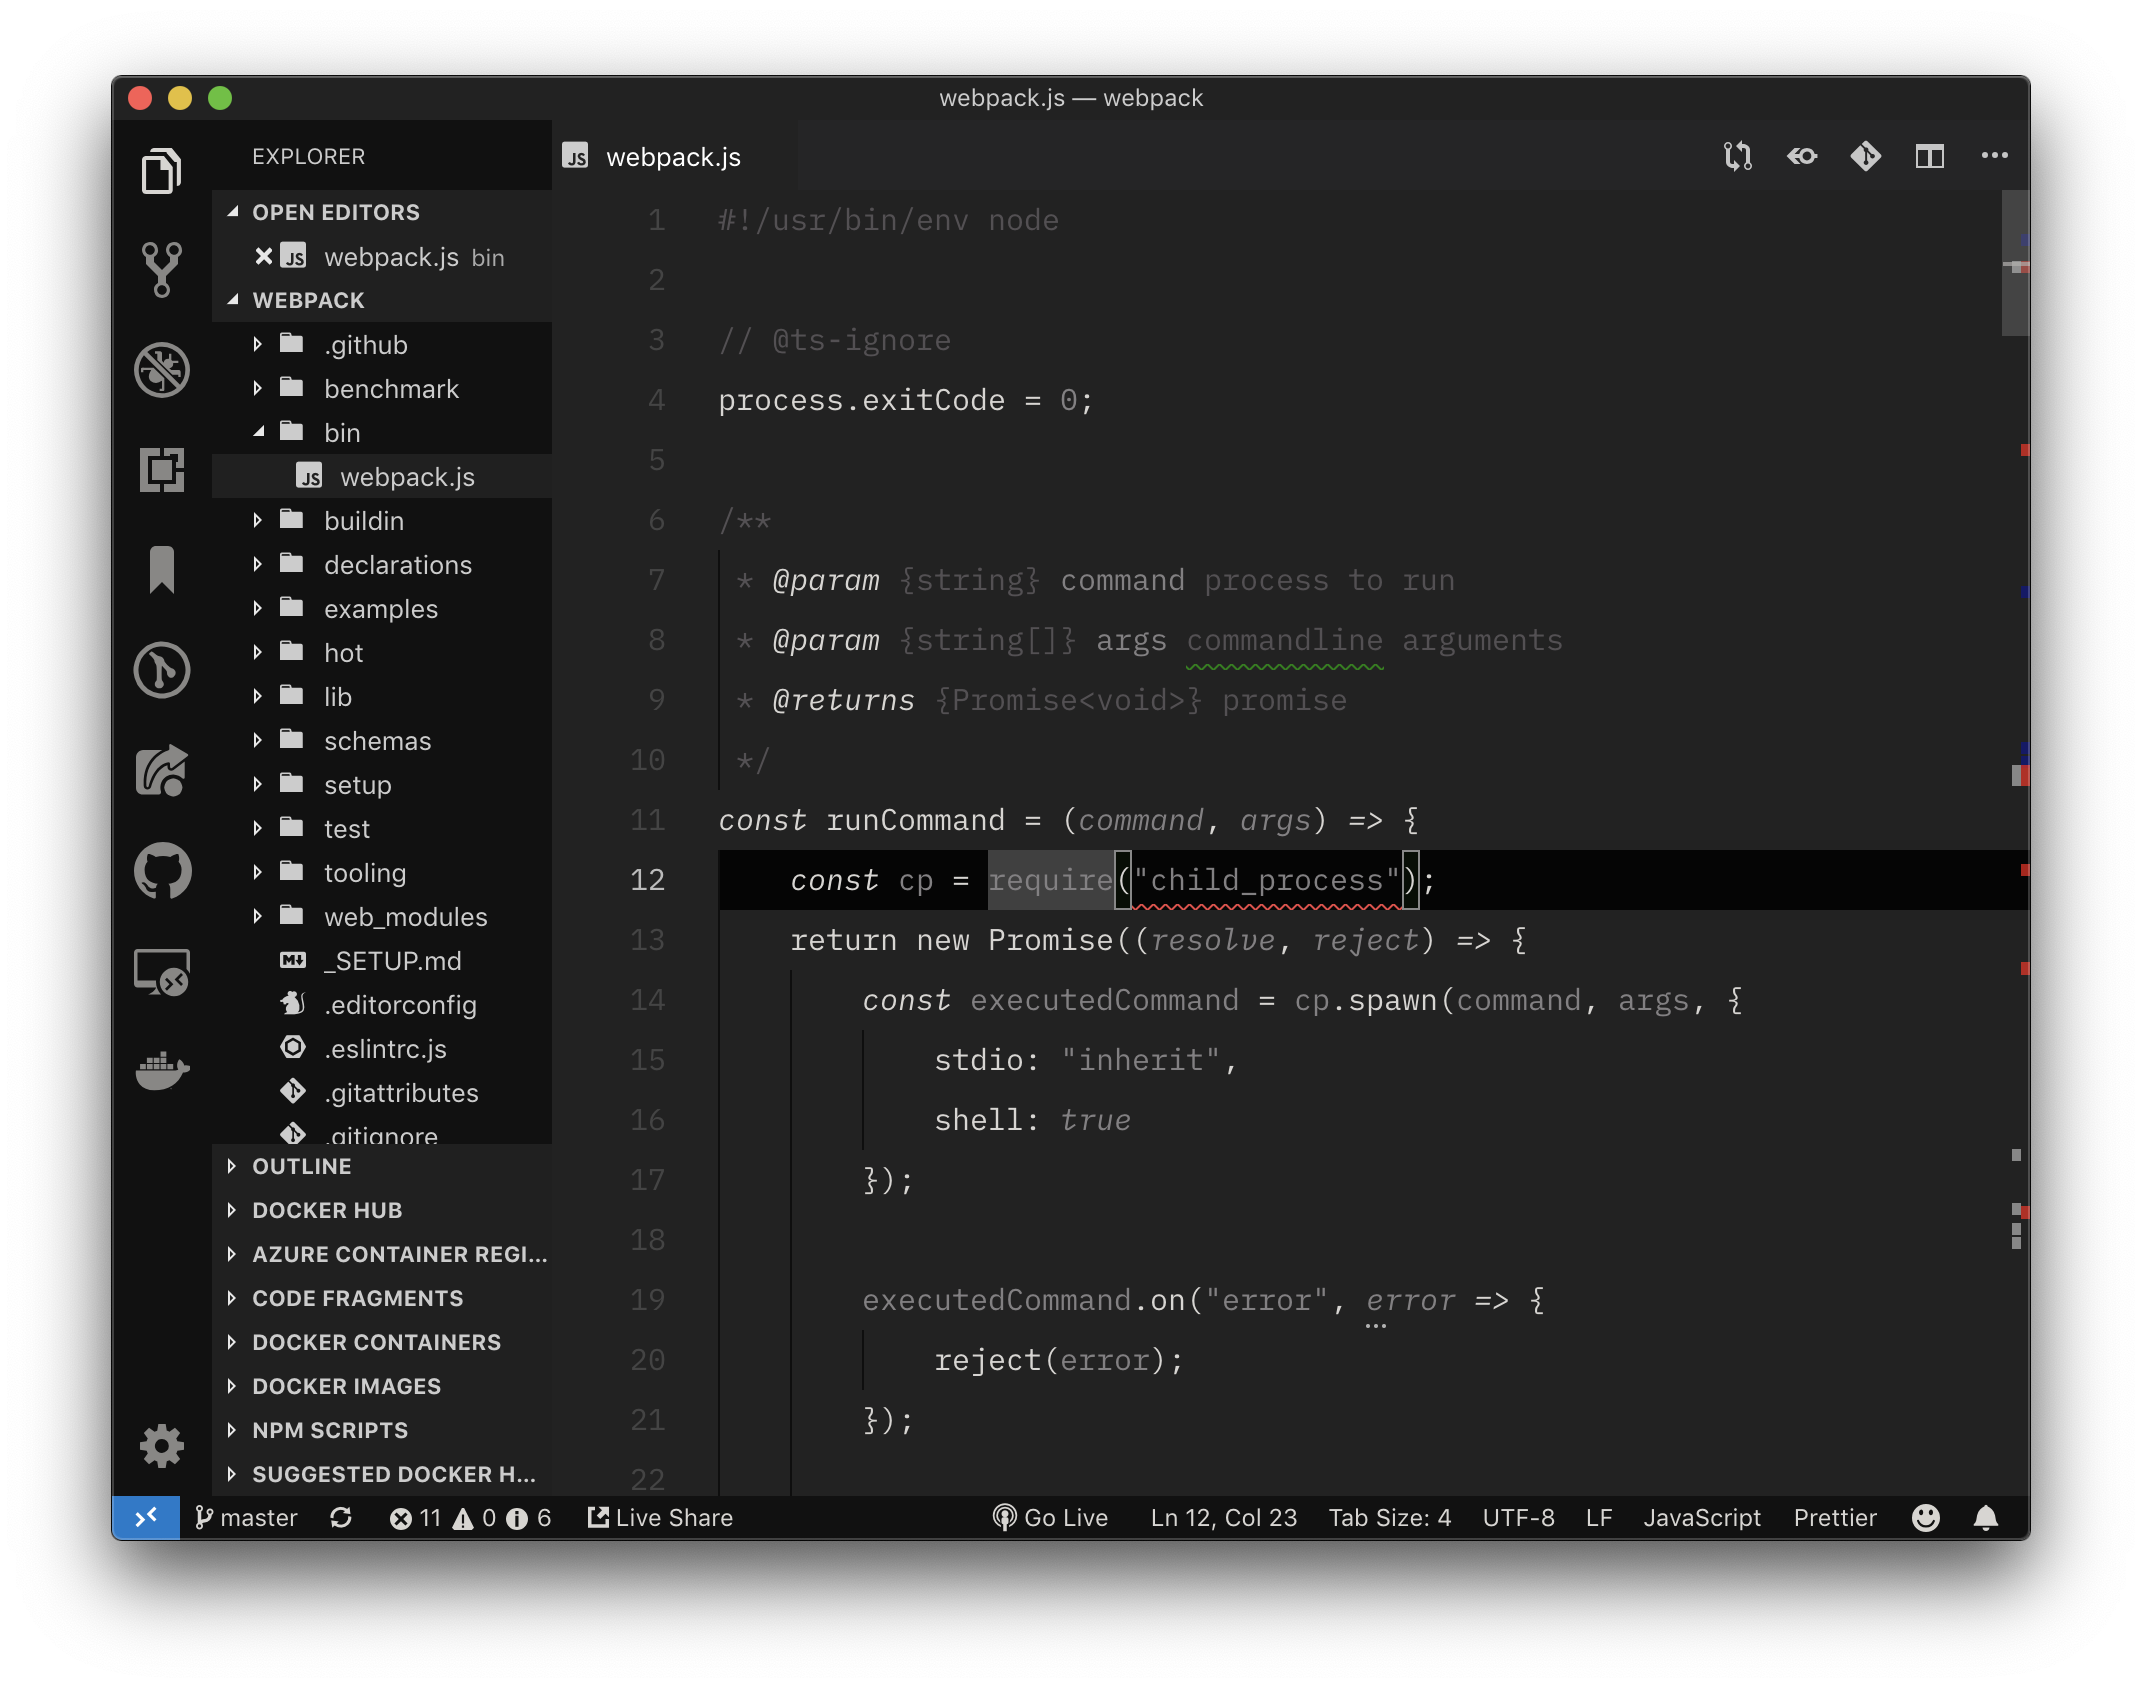 webpack.js — webpack
EXPLORER
OPEN EDITORS
webpack.js bin
WEBPACK
.github
benchmark
bin
webpack.js
buildin
declarations
examples
hot
lib
schemas
setup
test
tooling
web_modules
_SETUP.md
.editorconfig
.eslintrc.js
.gitattributes
.gitignore
OUTLINE
DOCKER HUB
AZURE CONTAINER REGI...
CODE FRAGMENTS
DOCKER CONTAINERS
DOCKER IMAGES
NPM SCRIPTS
SUGGESTED DOCKER H...
JS webpack.js
1 #!/usr/bin/env node
2
3 // @ts-ignore
4 process.exitCode = 0;
5
6 /**
7  * @param {string} command process to run
8  * @param {string[]} args commandline arguments
9  * @returns {Promise<void>} promise
10  */
11 const runCommand = (command, args) => {
12     const cp = require("child_process");
13     return new Promise((resolve, reject) => {
14         const executedCommand = cp.spawn(command, args, {
15             stdio: "inherit",
16             shell: true
17         });
18
19         executedCommand.on("error", error => {
20             reject(error);
21         });
22
master 11 0 6 Live Share Go Live Ln 12, Col 23 Tab Size: 4 UTF-8 LF JavaScript Prettier